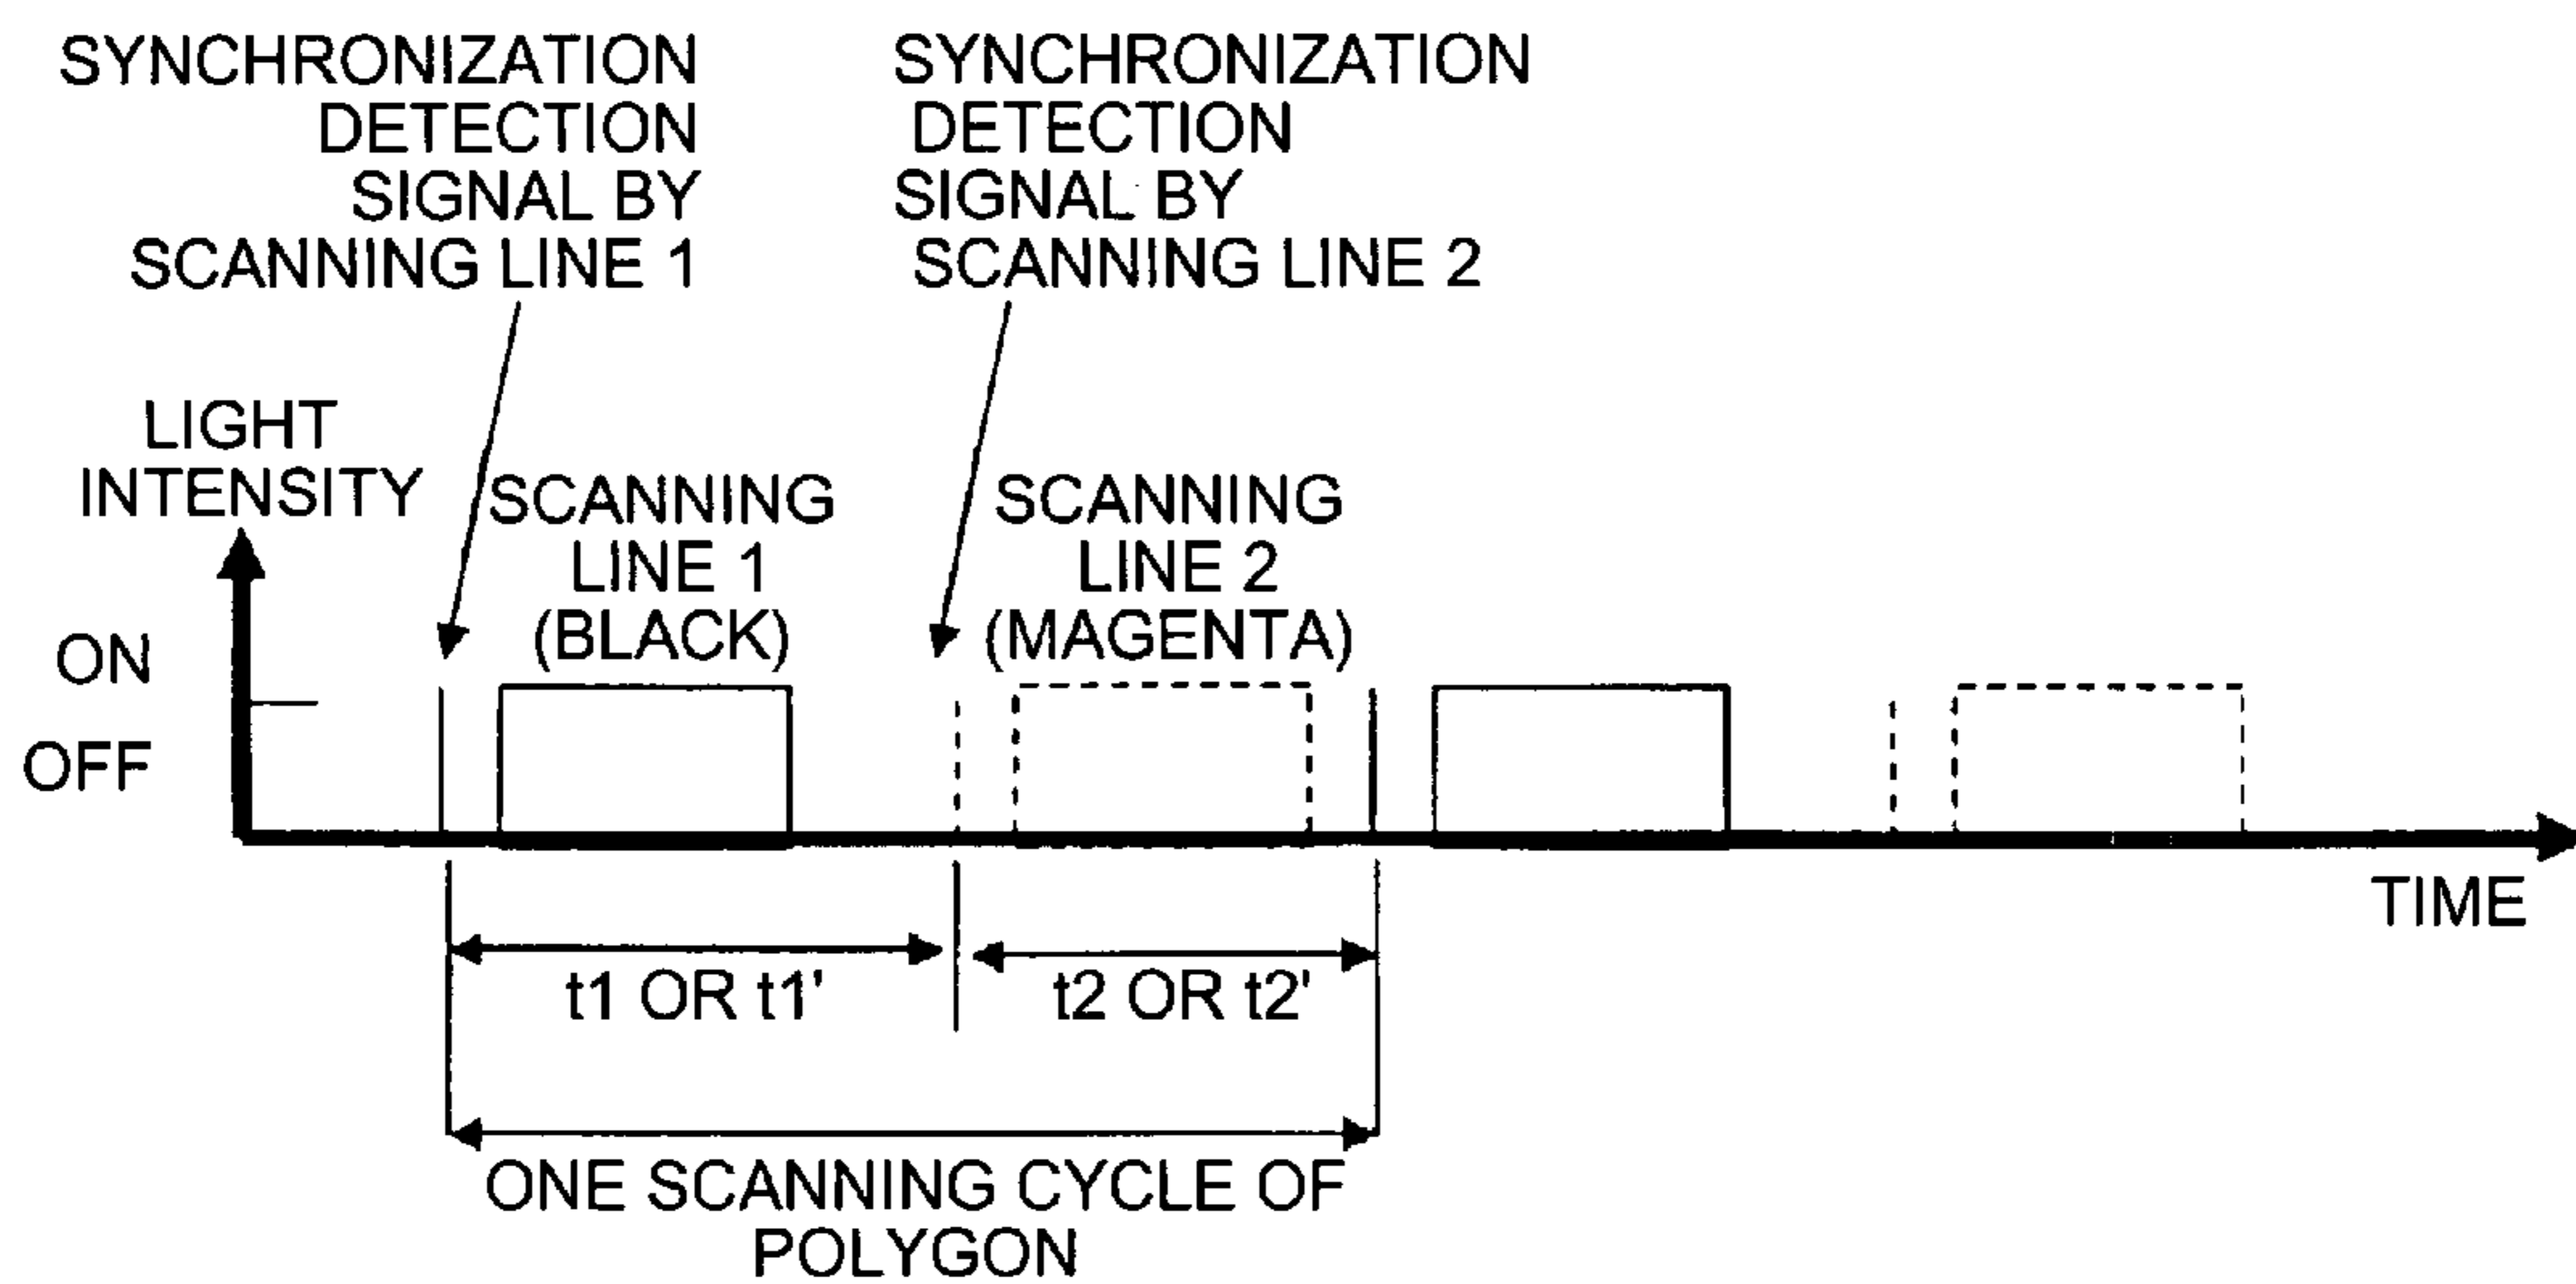 SYNCHRONIZATION
DETECTION
SIGNAL BY
SCANNING LINE 1
SYNCHRONIZATION
DETECTION
SIGNAL BY
SCANNING LINE 2
LIGHT
INTENSITY
SCANNING
LINE 1
(BLACK)
SCANNING
LINE 2
(MAGENTA)
ON
OFF
TIME
t1 OR t1'
t2 OR t2'
ONE SCANNING CYCLE OF
POLYGON